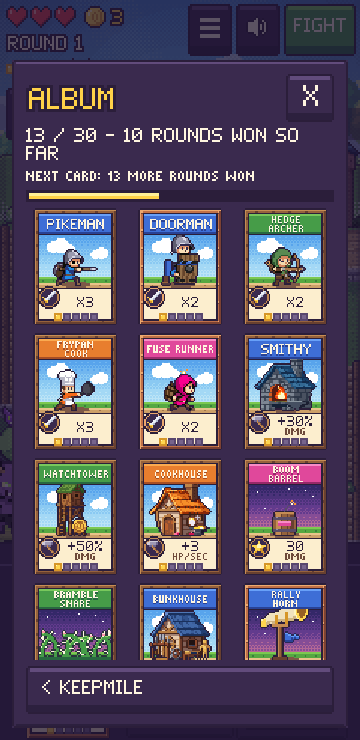 3
ROUND 1
FIGHT
ALBUM
X
13 / 30 - 10 ROUNDS WON SO
FAR
NEXT CARD: 13 MORE ROUNDS WON
PIKEMAN
DOORMAN
HEDGE
ARCHER
X3
X2
X2
FRYPAN
COOK
FUSE RUNNER
SMITHY
X3
X2
+30%
DMG
WATCHTOWER
COOKHOUSE
BOOM
BARREL
+50%
DMG
+3
HP/SEC
30
DMG
BRAMBLE
SNARE
BUNKHOUSE
RALLY
HORN
< KEEPMILE